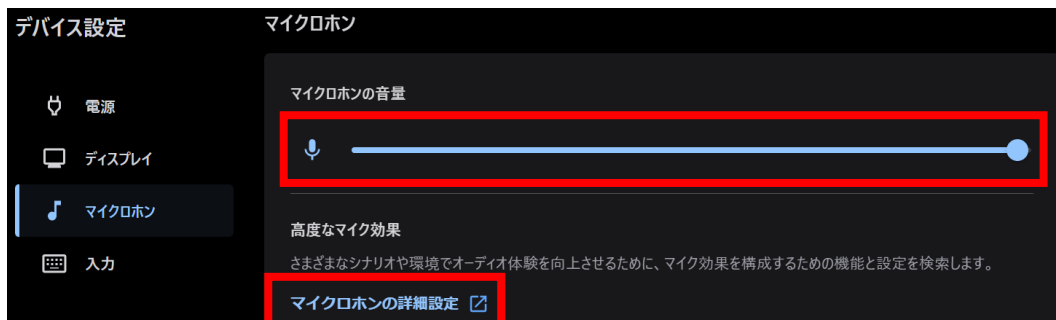 デバイス設定
マイクロホン
電源
ディスプレイ
マイクロホン
入力
マイクロホンの音量
高度なマイク効果
さまざまなシナリオや環境でオーディオ体験を向上させるために、マイク効果を構成するための機能と設定を検索します。
マイクロホンの詳細設定